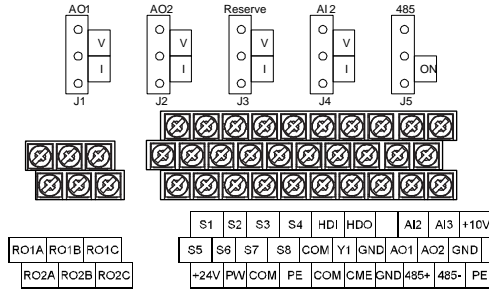 AO1 AO2 Reserve AI2 485
V V V V
I I I I ON
J1 J2 J3 J4 J5
S1 S2 S3 S4 HDI HDO AI2 AI3 +10V
RO1A RO1B RO1C S5 S6 S7 S8 COM Y1 GND AO1 AO2 GND
RO2A RO2B RO2C +24V PW COM PE COM CME GND 485+ 485- PE